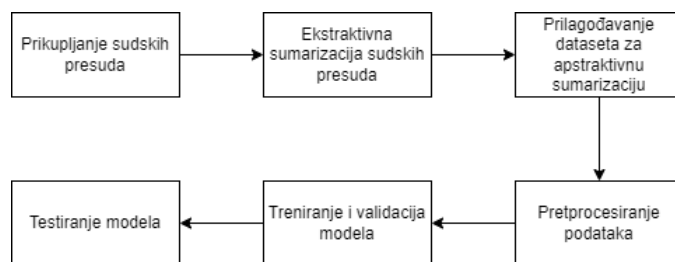 Prikupljanje sudskih
presuda
Ekstraktivna
sumarizacija sudskih
presuda
Prilagođavanje
dataseta za
apstraktivnu
sumarizaciju
Pretprocesiranje
podataka
Treniranje i validacija
modela
Testiranje modela